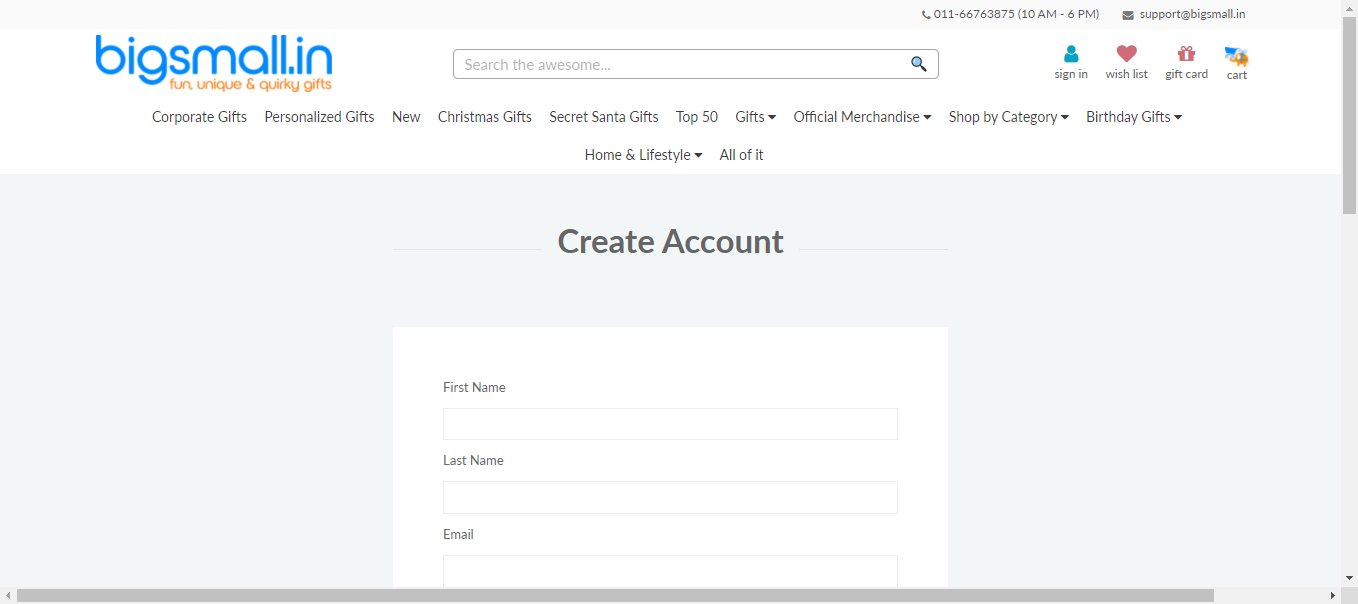 011-66763875 (10 AM - 6 PM) support@bigsmall.in
bigsmall.in
fun, unique & quirky gifts
Search the awesome...
sign in wish list gift card cart
Corporate Gifts Personalized Gifts New Christmas Gifts Secret Santa Gifts Top 50 Gifts Official Merchandise Shop by Category Birthday Gifts
Home & Lifestyle All of it
Create Account
First Name
Last Name
Email